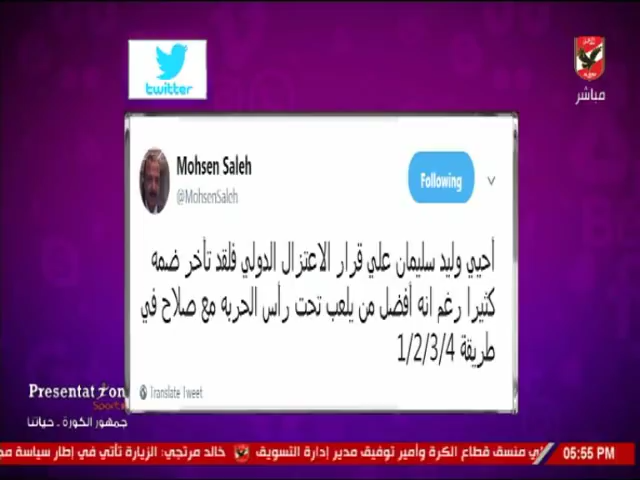 twitter
مباشر
Mohsen Saleh
@MohsenSaleh
Following
أحيي وليد سليمان علي قرار الاعتزال الدولي فلقد تأخر ضمه
كثيرا رغم انه أفضل من يلعب تحت رأس الحربه مع صلاح في
طريقة 1/2/3/4
Translate Tweet
Presentation
Sports
جمهور الكورة - حياتنا
ي منسق قطاع الكرة وأمير توفيق مدير إدارة التسويق
خالد مرتجي: الزيارة تأتي في إطار سياسة
05:55 PM